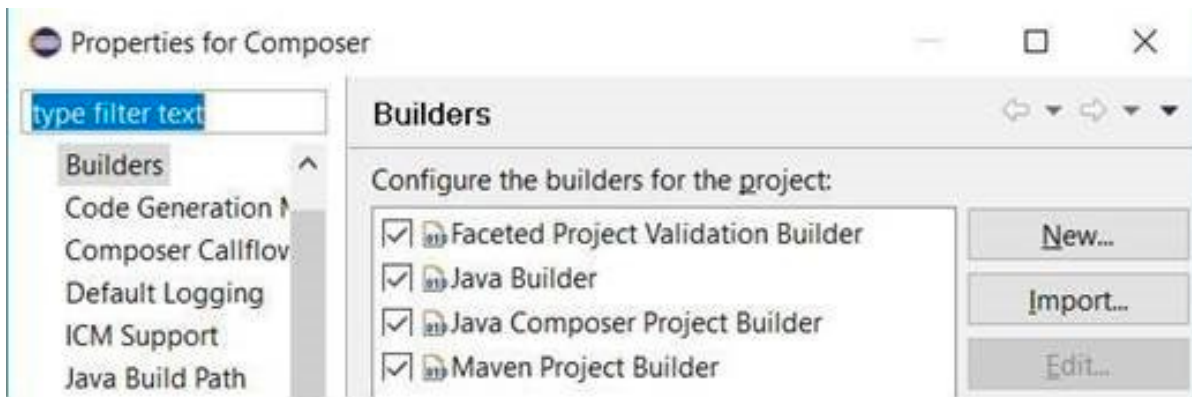 Properties for Composer
type filter text
Builders
Code Generation
Composer Callflov
Default Logging
ICM Support
Java Build Path
Builders
Configure the builders for the project:
Faceted Project Validation Builder
Java Builder
Java Composer Project Builder
Maven Project Builder
New...
Import...
Edit...